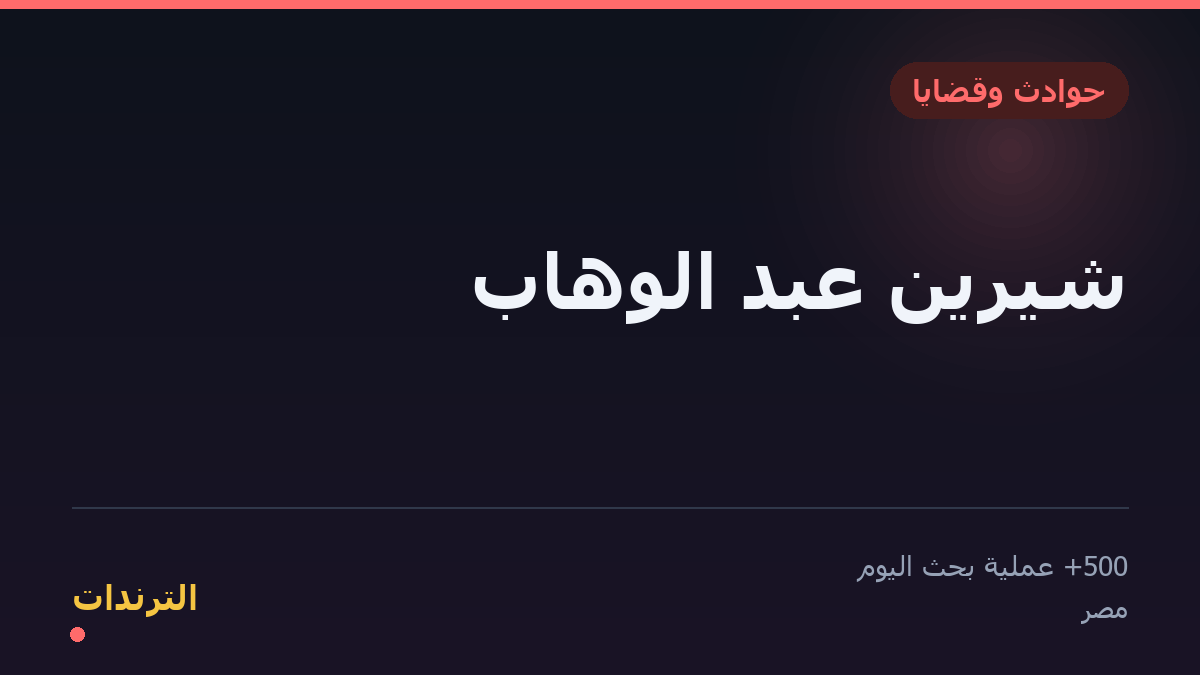 حوادث وقضايا
شيرين عبد الوهاب
500+ عملية بحث اليوم
مصر
الترندات